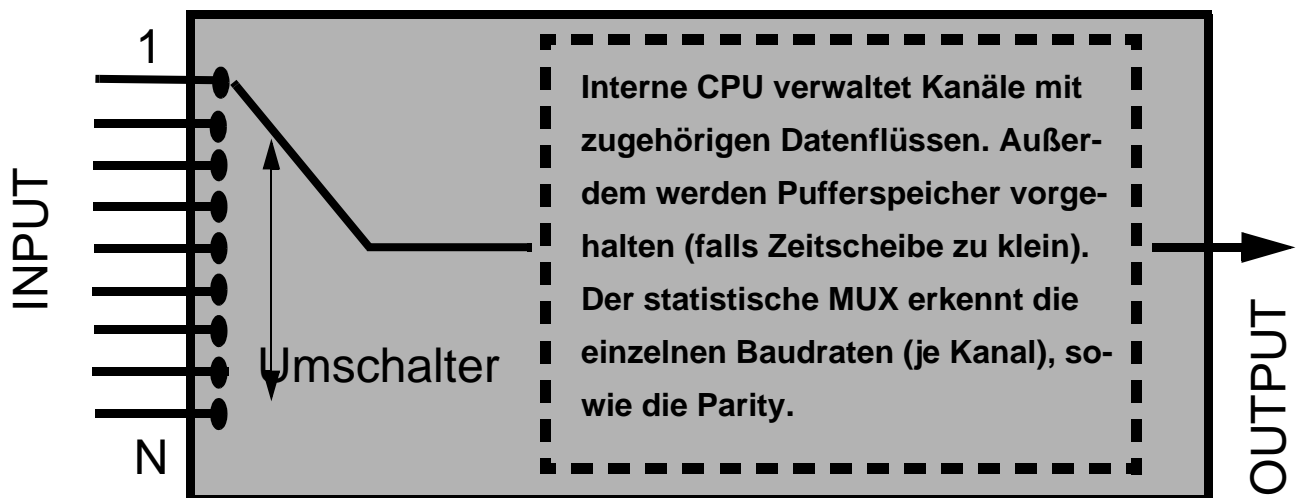 1
INPUT
N
Umschalter
Interne CPU verwaltet Kanäle mit
zugehörigen Datenflüssen. Außer-
dem werden Pufferspeicher vorge-
halten (falls Zeitscheibe zu klein).
Der statistische MUX erkennt die
einzelnen Baudraten (je Kanal), so-
wie die Parity.
OUTPUT